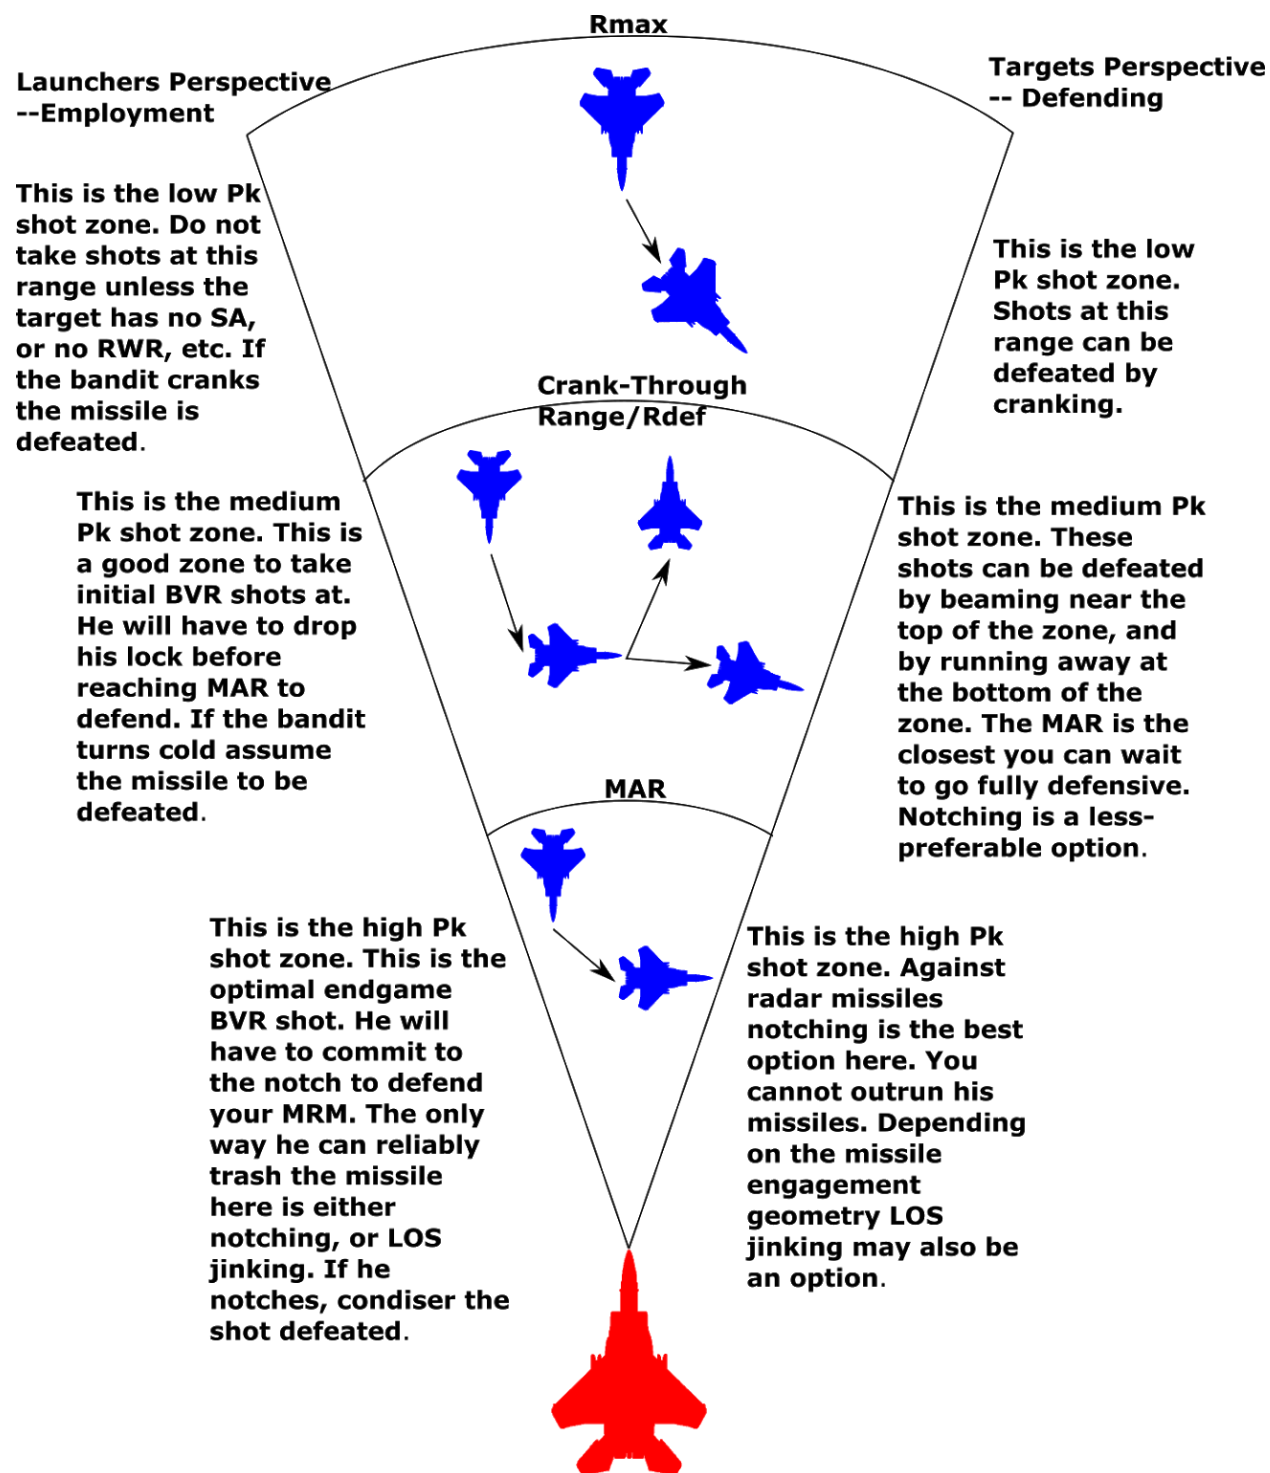 Rmax
Launchers Perspective
--Employment
Targets Perspective
-- Defending
This is the low Pk
shot zone. Do not
take shots at this
range unless the
target has no SA,
or no RWR, etc. If
the bandit cranks
the missile is
defeated.
This is the low
Pk shot zone.
Shots at this
range can be
defeated by
cranking.
Crank-Through
Range/Rdef
This is the medium
Pk shot zone. This is
a good zone to take
initial BVR shots at.
He will have to drop
his lock before
reaching MAR to
defend. If the bandit
turns cold assume
the missile to be
defeated.
This is the medium Pk
shot zone. These
shots can be defeated
by beaming near the
top of the zone, and
by running away at
the bottom of the
zone. The MAR is the
closest you can wait
to go fully defensive.
Notching is a less-
preferable option.
MAR
This is the high Pk
shot zone. This is the
optimal endgame
BVR shot. He will
have to commit to
the notch to defend
your MRM. The only
way he can reliably
trash the missile
here is either
notching, or LOS
jinking. If he
notches, condiser the
shot defeated.
This is the high Pk
shot zone. Against
radar missiles
notching is the best
option here. You
cannot outrun his
missiles. Depending
on the missile
engagement
geometry LOS
jinking may also be
an option.